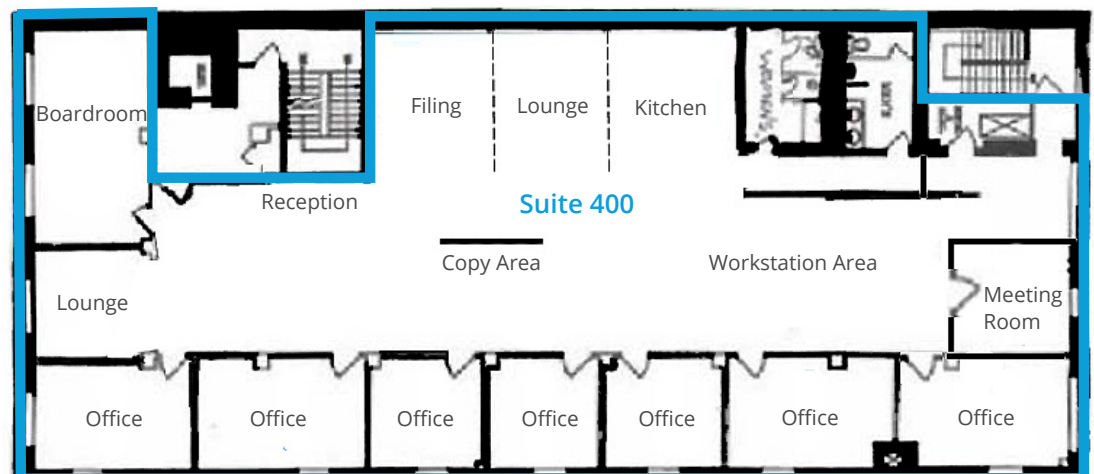 Boardroom
Filing
Lounge
Kitchen
WOMEN'S
Reception
Suite 400
Copy Area
Workstation Area
Lounge
Meeting
Room
Office
Office
Office
Office
Office
Office
Office